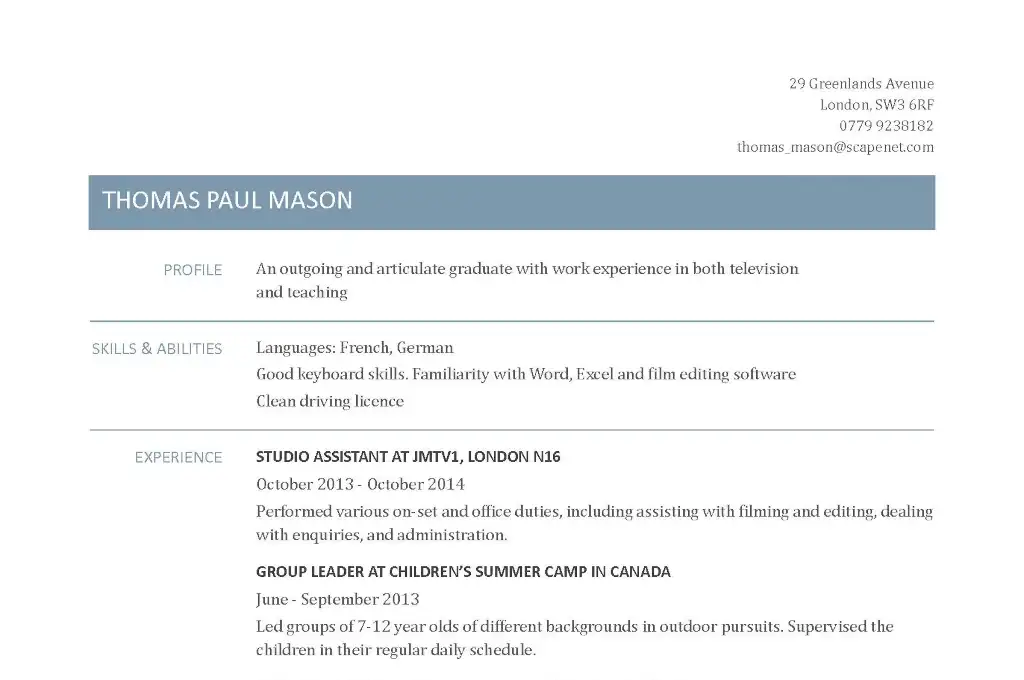 29 Greenlands Avenue
London, SW3 6RF
0779 9238182
thomas_mason@scapenet.com
THOMAS PAUL MASON
PROFILE
An outgoing and articulate graduate with work experience in both television
and teaching
SKILLS & ABILITIES
Languages: French, German
Good keyboard skills. Familiarity with Word, Excel and film editing software
Clean driving licence
EXPERIENCE
STUDIO ASSISTANT AT JMTV1, LONDON N16
October 2013 - October 2014
Performed various on-set and office duties, including assisting with filming and editing, dealing
with enquiries, and administration.
GROUP LEADER AT CHILDREN’S SUMMER CAMP IN CANADA
June - September 2013
Led groups of 7-12 year olds of different backgrounds in outdoor pursuits. Supervised the
children in their regular daily schedule.